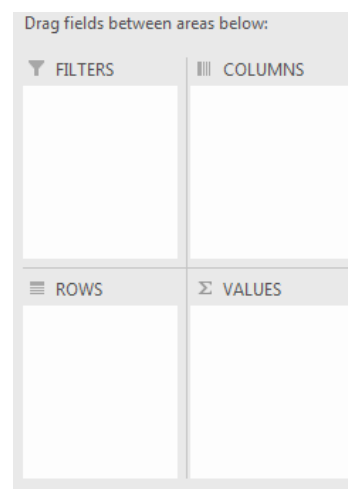 Drag fields between areas below:
FILTERS
COLUMNS
ROWS
Σ VALUES